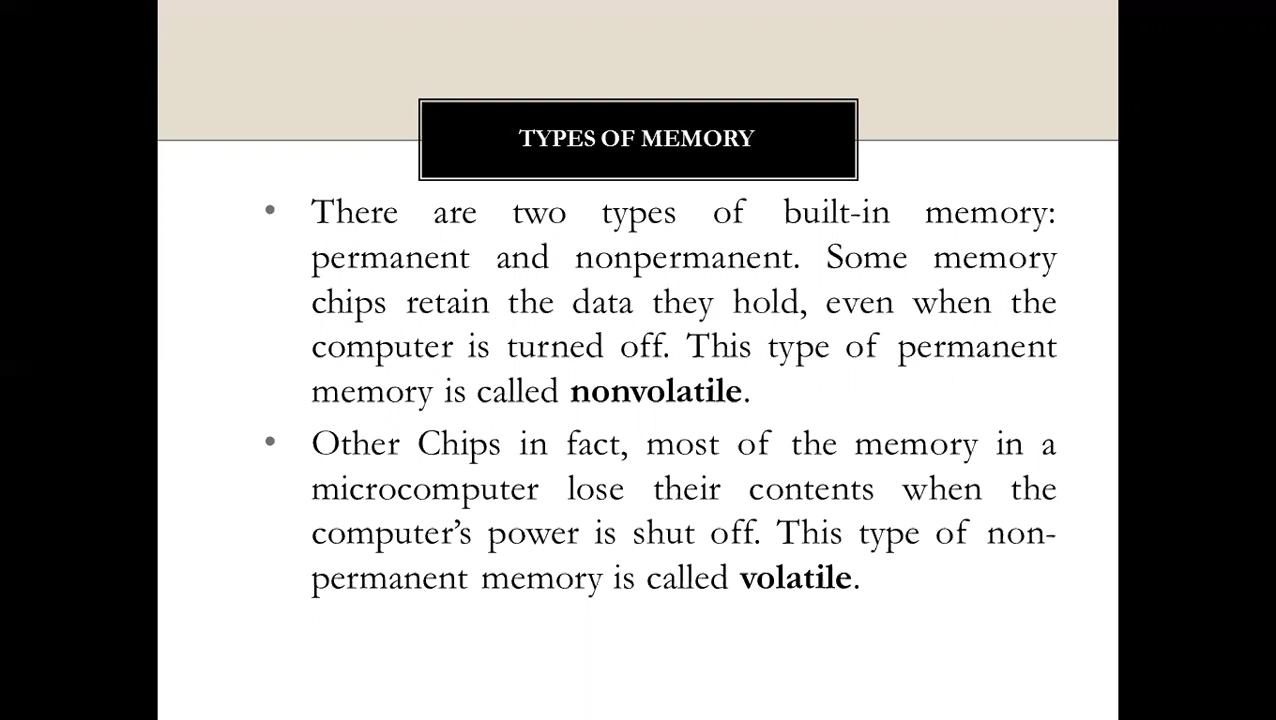 TYPES OF MEMORY
• There are two types of built-in memory:
permanent and nonpermanent. Some memory
chips retain the data they hold, even when the
computer is turned off. This type of permanent
memory is called nonvolatile.
• Other Chips in fact, most of the memory in a
microcomputer lose their contents when the
computer’s power is shut off. This type of non-
permanent memory is called volatile.